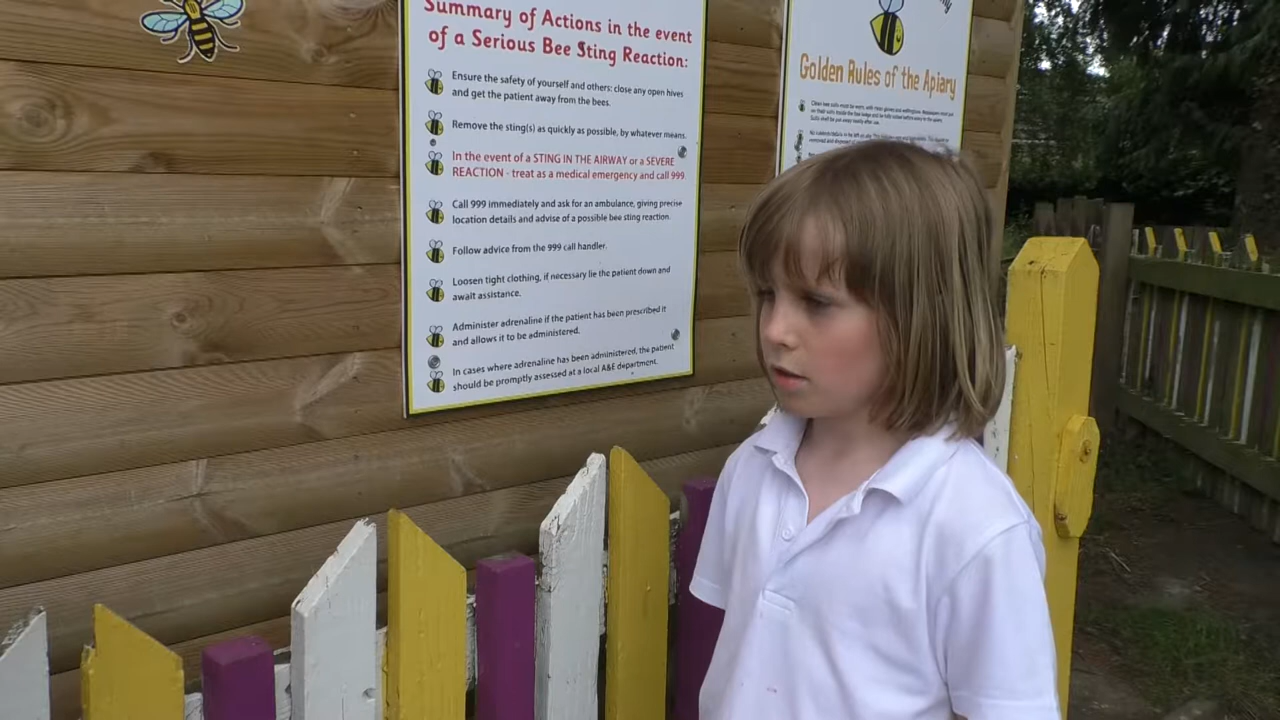 Summary of Actions in the event
of a Serious Bee Sting Reaction:
Ensure the safety of yourself and others: close any open hives
and get the patient away from the bees.
Remove the sting(s) as quickly as possible, by whatever means.
In the event of a STING IN THE AIRWAY or a SEVERE
REACTION - treat as a medical emergency and call 999.
Call 999 immediately and ask for an ambulance, giving precise
location details and advise of a possible bee sting reaction.
Follow advice from the 999 call handler.
Loosen tight clothing, if necessary lie the patient down and
await assistance.
Administer adrenaline if the patient has been prescribed it
and allows it to be administered.
In cases where adrenaline has been administered, the patient
should be promptly assessed at a local A&E department.
Golden Rules of the Apiary